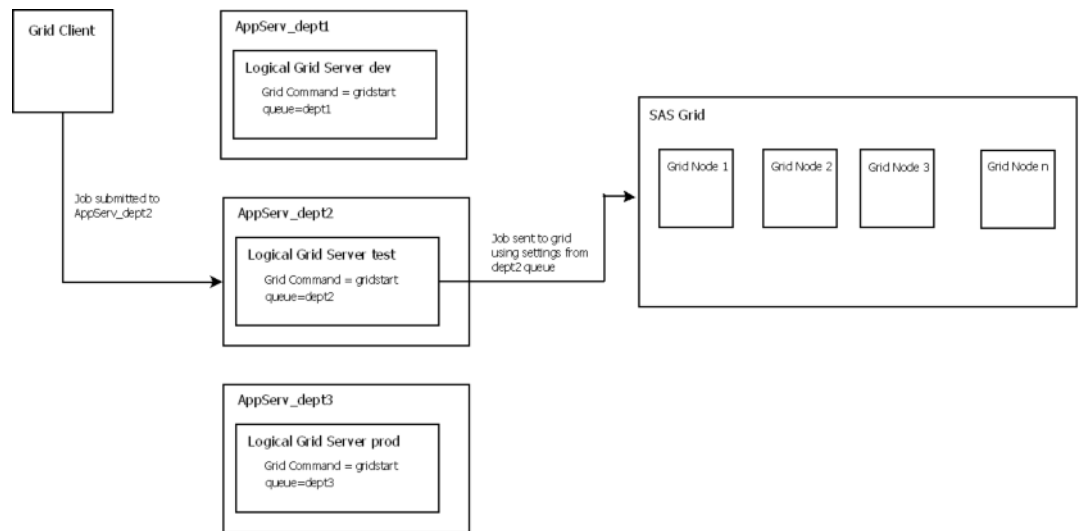 Grid Client
Job submitted to
AppServ_dept2
AppServ_dept1
Logical Grid Server dev
Grid Command = gridstart
queue=dept1
AppServ_dept2
Logical Grid Server test
Grid Command = gridstart
queue=dept2
Job sent to grid
using settings from
dept2 queue
AppServ_dept3
Logical Grid Server prod
Grid Command = gridstart
queue=dept3
SAS Grid
Grid Node 1
Grid Node 2
Grid Node 3
Grid Node n